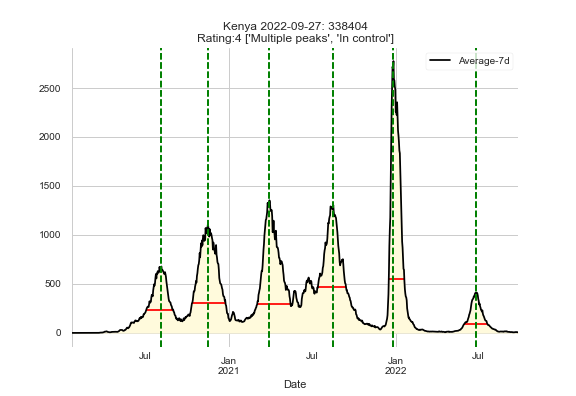 Kenya 2022-09-27: 338404
Rating:4 ['Multiple peaks', 'In control']
Average-7d
2500
2000
1500
1000
500
0
Jul
Jan
2021
Jul
Jan
2022
Jul
Date